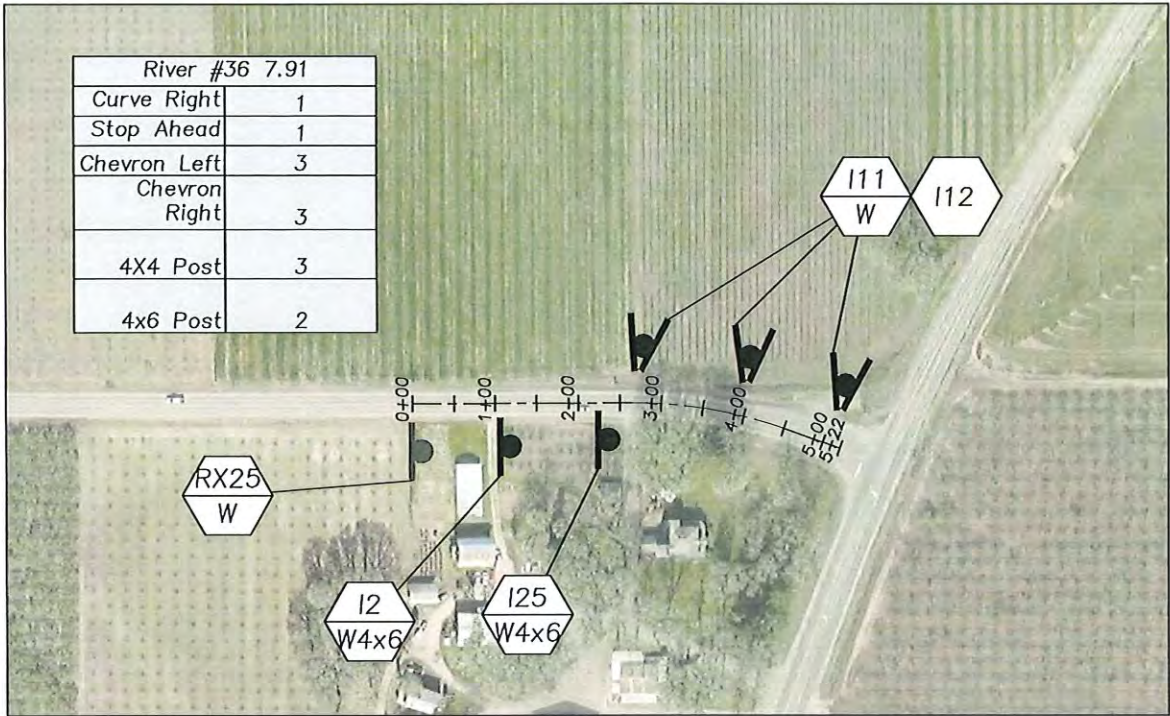 River #36 7.91
Curve Right 1
Stop Ahead 1
Chevron Left 3
Chevron
Right 3
4X4 Post 3
4x6 Post 2
I11
W
I12
0+00
1+00
2+00
3+00
4+00
5+00
5+22
RX25
W
I2
W4x6
I25
W4x6